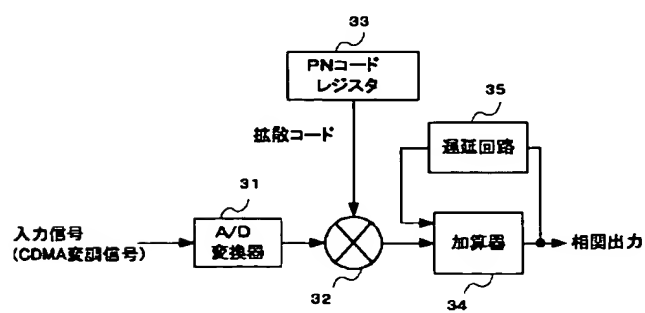 33
PNコード
レジスタ
35
拡散コード
遅延回路
31
入力信号
(CDMA変調信号)
A/D
変換器
加算器
相関出力
32
34